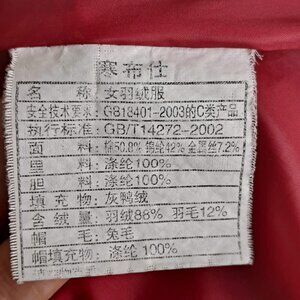 寒布仕
名称:女羽绒服
安全技术要求:GB18401-2003的C类产品
执行标准:GB/T14272-2002
面料:棉50.8% 锦纶42% 金属丝7.2%
里料:涤纶100%
胆料:涤纶100%
填充物:灰鸭绒
含绒量:羽绒88% 羽毛12%
帽毛:兔毛
帽填充物:涤纶100%